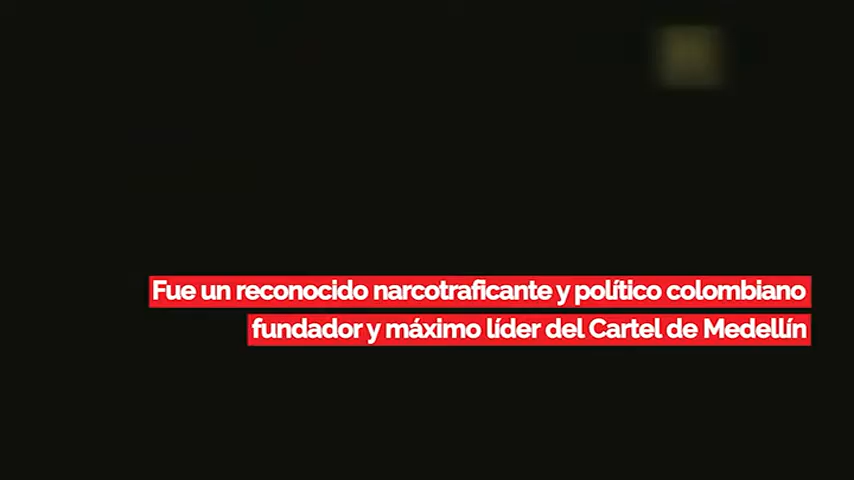 Fue un reconocido narcotraficante y político colombiano
fundador y máximo líder del Cartel de Medellín